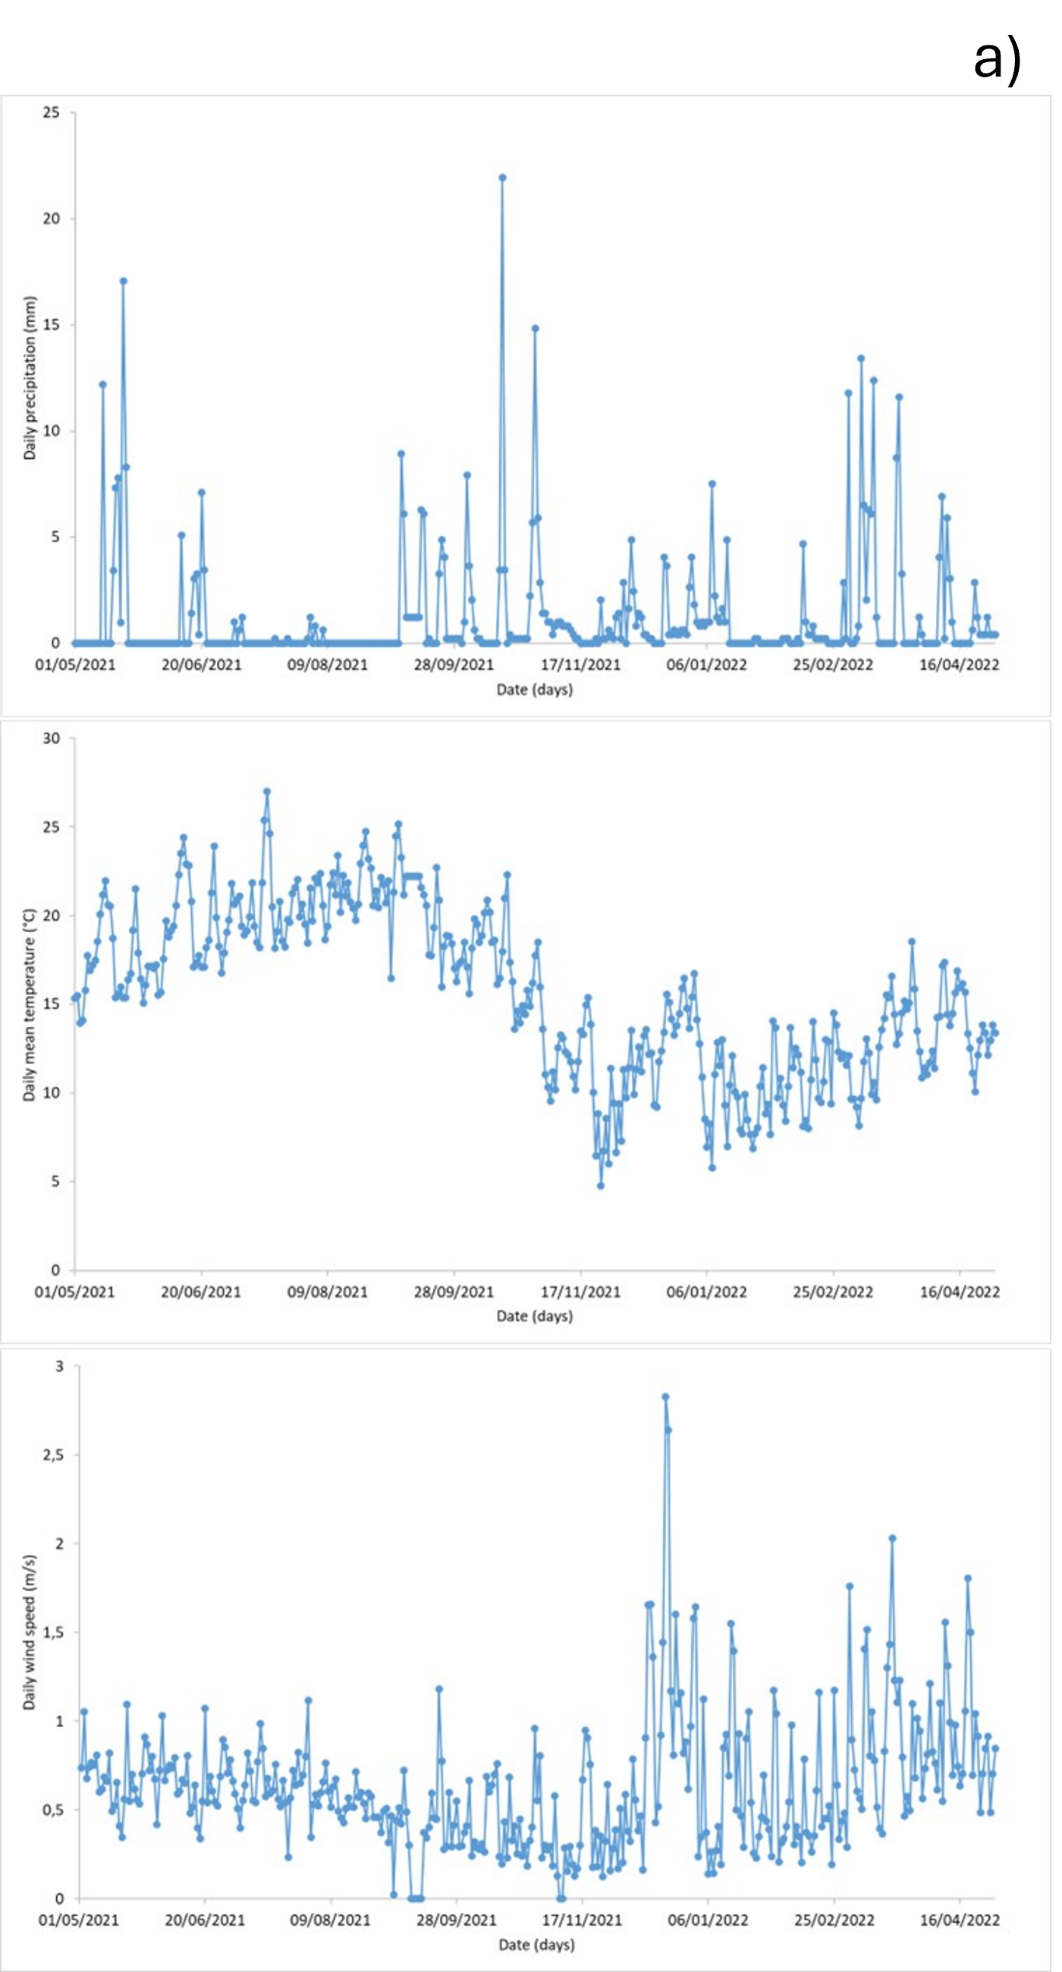 a)
25
20
15
10
5
0
Daily precipitation (mm)
01/05/2021 20/06/2021 09/08/2021 28/09/2021 17/11/2021 06/01/2022 25/02/2022 16/04/2022
Date (days)
30
25
20
15
10
5
0
Daily mean temperature (°C)
01/05/2021 20/06/2021 09/08/2021 28/09/2021 17/11/2021 06/01/2022 25/02/2022 16/04/2022
Date (days)
3
2,5
2
1,5
1
0,5
0
Daily wind speed (m/s)
01/05/2021 20/06/2021 09/08/2021 28/09/2021 17/11/2021 06/01/2022 25/02/2022 16/04/2022
Date (days)